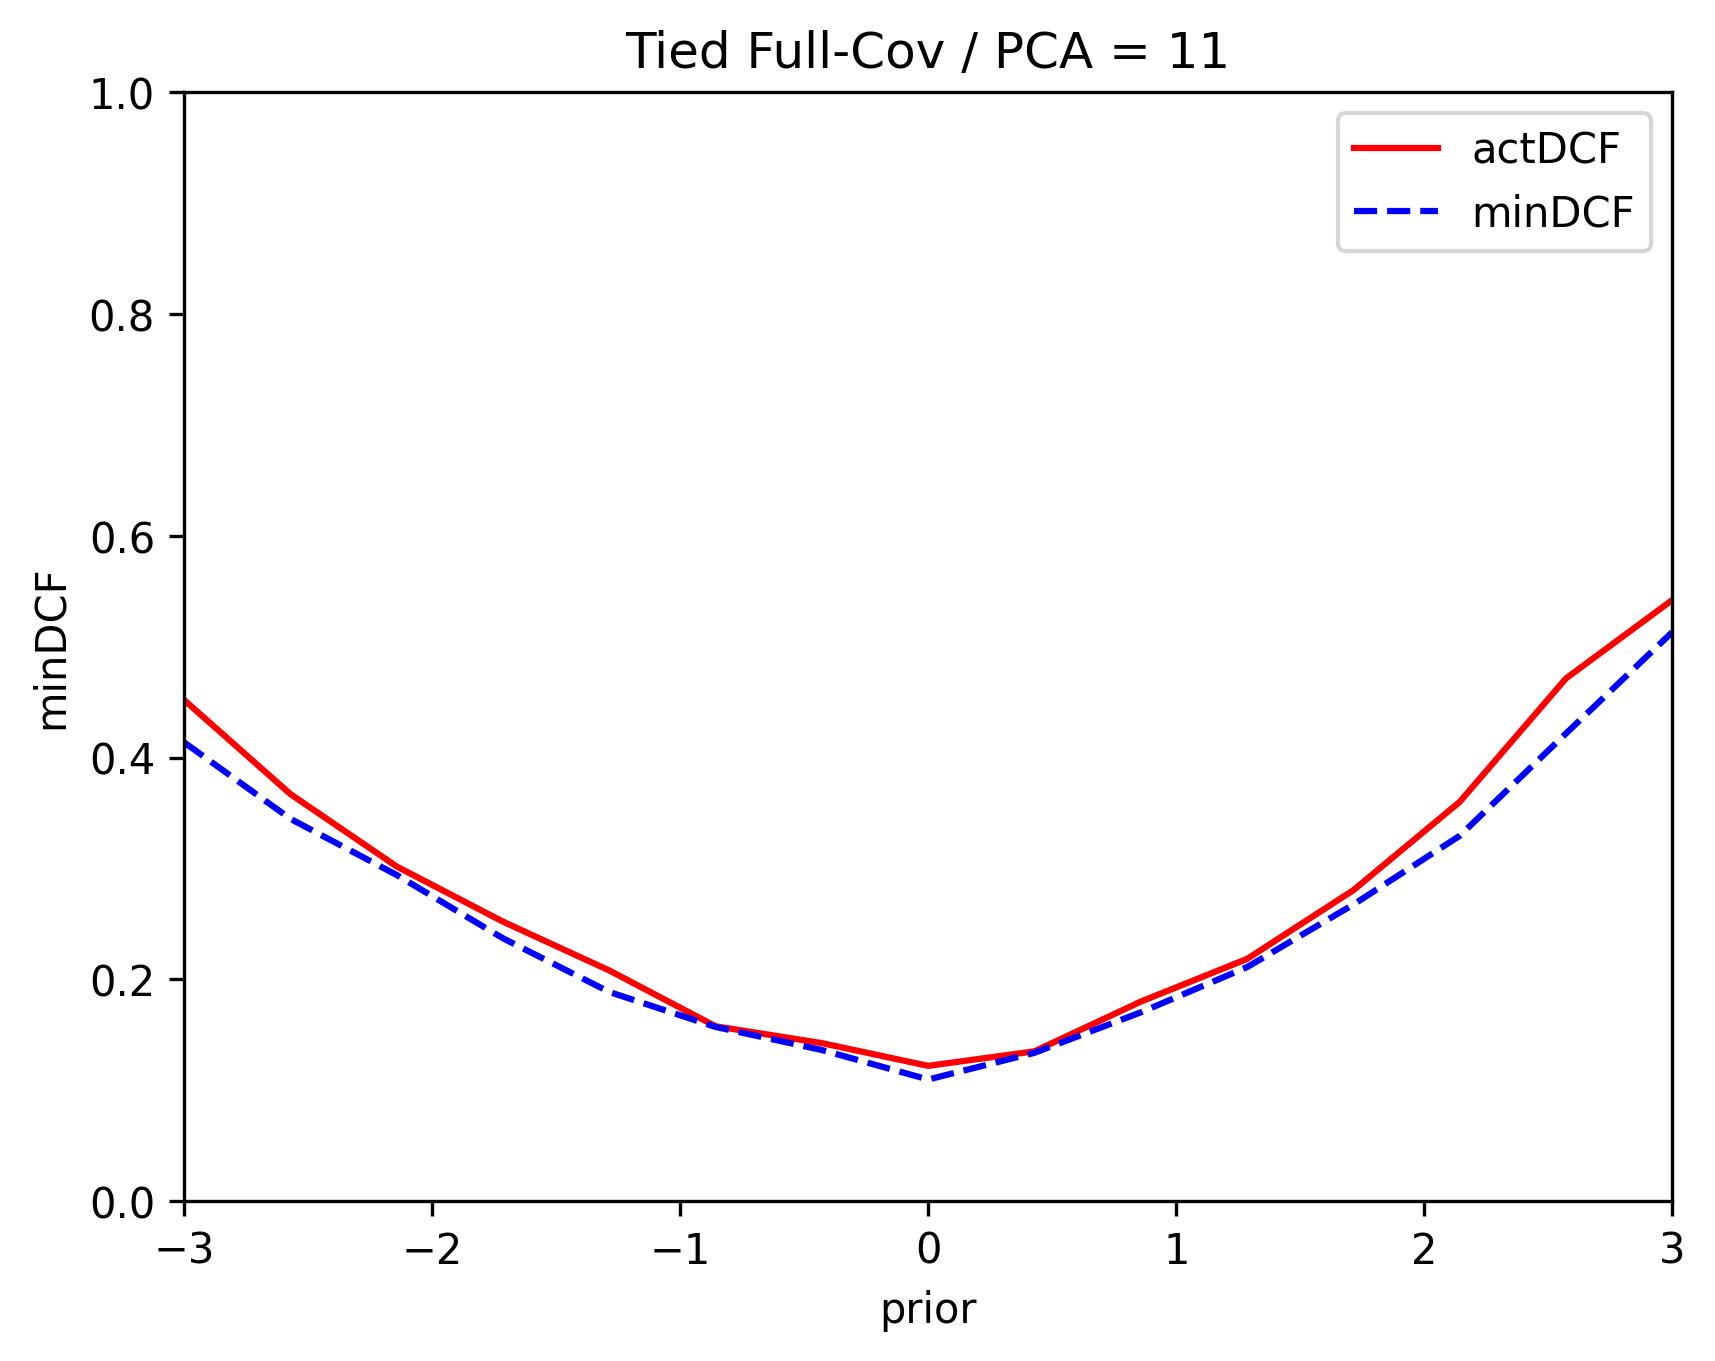 Tied Full-Cov / PCA = 11
1.0
0.8
0.6
0.4
0.2
0.0
minDCF
actDCF
minDCF
−3
−2
−1
0
1
2
3
prior